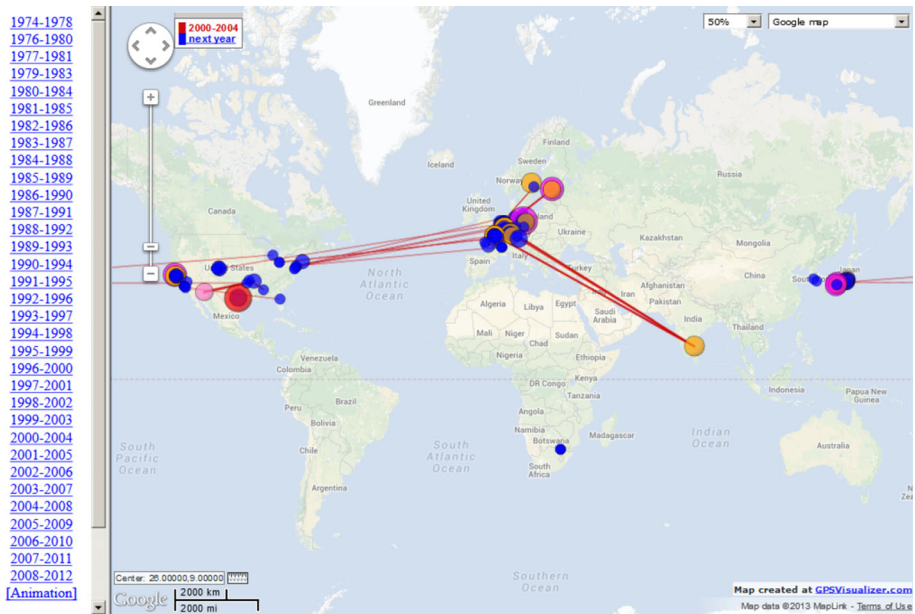 1974-1978
1976-1980
1977-1981
1979-1983
1980-1984
1981-1985
1982-1986
1983-1987
1984-1988
1985-1989
1986-1990
1987-1991
1988-1992
1989-1993
1990-1994
1991-1995
1992-1996
1993-1997
1994-1998
1995-1999
1996-2000
1997-2001
1998-2002
1999-2003
2000-2004
2001-2005
2002-2006
2003-2007
2004-2008
2005-2009
2006-2010
2007-2011
2008-2012
[Animation]
2000-2004
next year
50%
Google map
Greenland
Iceland
Finland
Sweden
Norway
Russia
Canada
United
Kingdom
Ukraine
Kazakhstan
Mongolia
Italy
Spain
Turkey
United States
North
Atlantic
Ocean
China
Japan
Iran
Afghanistan
Pakistan
Algeria
Libya
Egypt
Saudi
Arabia
India
Thailand
Mexico
Mali
Niger
Sudan
Chad
Nigeria
Ethiopia
Venezuela
Colombia
DR Congo
Kenya
Tanzania
Papua New
Guinea
Peru
Brazil
Bolivia
Angola
Namibia
Botswana
Madagascar
Indian
Ocean
Australia
South
Pacific
Ocean
Chile
South
Atlantic
Ocean
South
Africa
Argentina
Southern
Ocean
Center: 26.00000,9.00000
Google
2000 km
2000 mi
Map created at GPSVisualizer.com
Map data ©2013 MapLink - Terms of Use